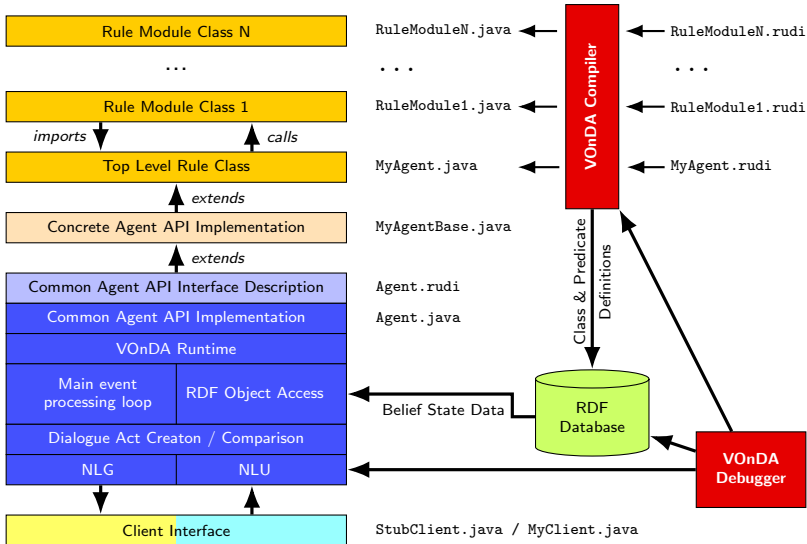 Rule Module Class N
RuleModuleN.java
RuleModuleN.rudi
...
...
...
VOnDA Compiler
Rule Module Class 1
RuleModule1.java
RuleModule1.rudi
imports
calls
Top Level Rule Class
MyAgent.java
MyAgent.rudi
extends
Concrete Agent API Implementation
MyAgentBase.java
extends
Class & Predicate
Definitions
Common Agent API Interface Description
Agent.rudi
Common Agent API Implementation
Agent.java
VOnDA Runtime
Main event
processing loop
RDF Object Access
Belief State Data
RDF
Database
Dialogue Act Creaton / Comparison
VOnDA
Debugger
NLG
NLU
Client Interface
StubClient.java / MyClient.java